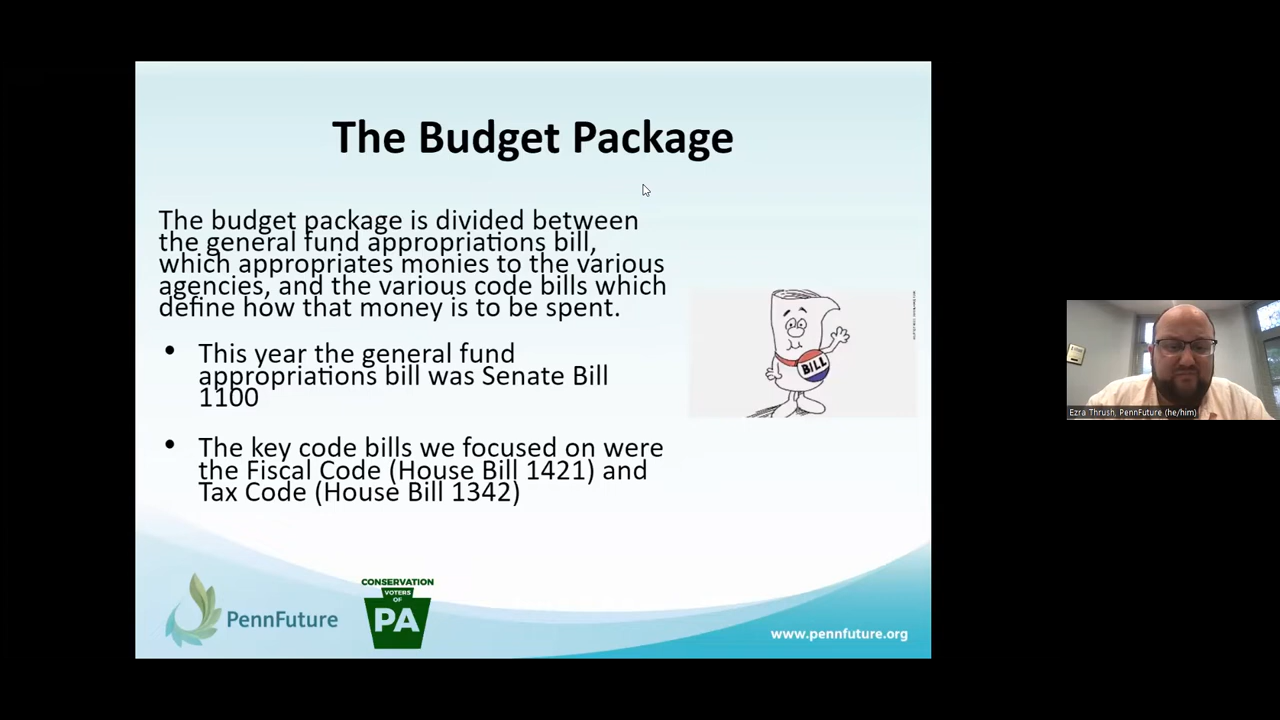 The Budget Package
The budget package is divided between
the general fund appropriations bill,
which appropriates monies to the various
agencies, and the various code bills which
define how that money is to be spent.
• This year the general fund
appropriations bill was Senate Bill
1100
• The key code bills we focused on were
the Fiscal Code (House Bill 1421) and
Tax Code (House Bill 1342)
BILL
PennFuture
CONSERVATION
VOTERS
OF
PA
www.pennfuture.org
Ezra Thrush, PennFuture (he/him)